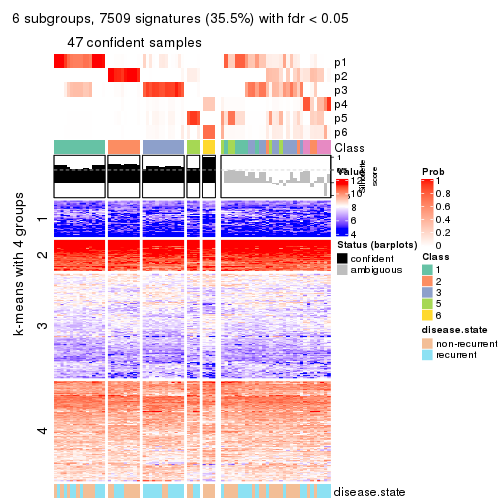 6 subgroups, 7509 signatures (35.5%) with fdr < 0.05
47 confident samples
p1
p2
p3
p4
p5
p6
Class
1
Silhouette
score
k-means with 4 groups
1
2
3
4
disease.state
Value
10
8
6
4
Status (barplots)
confident
ambiguous
Prob
1
0.8
0.6
0.4
0.2
0
Class
1
2
3
5
6
disease.state
non-recurrent
recurrent